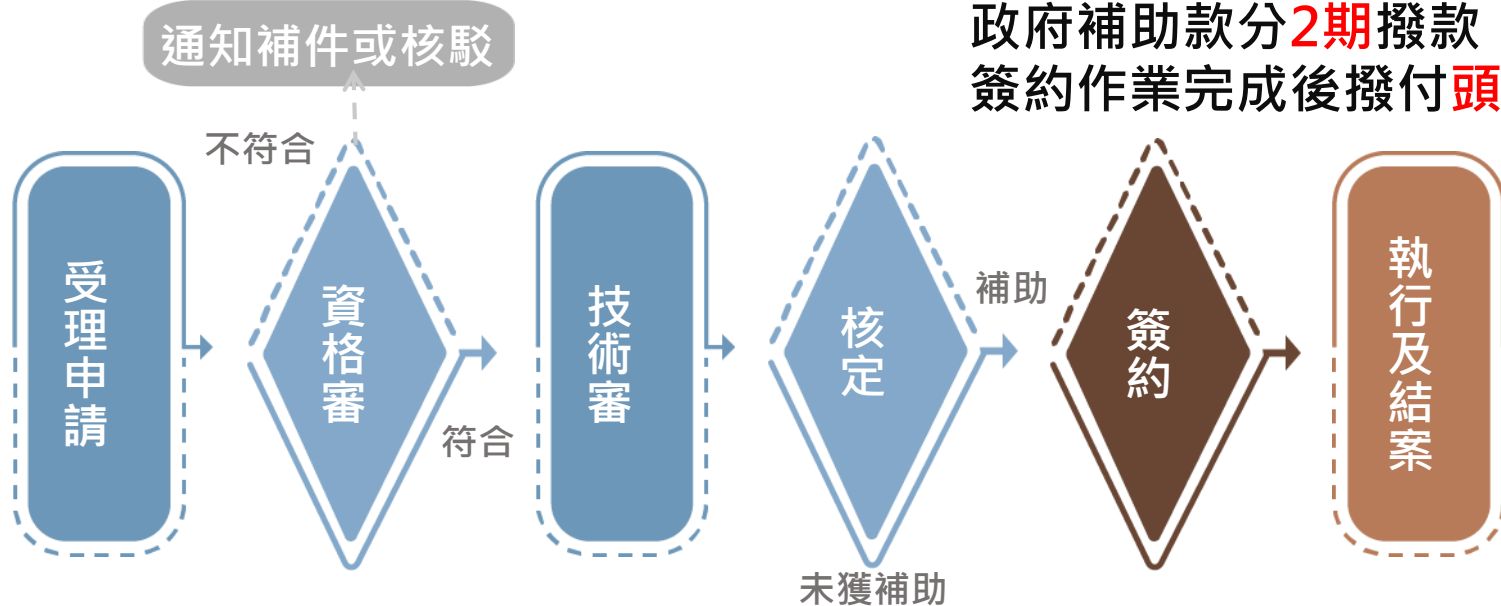 政府補助款分2期撥款
簽約作業完成後撥付頭
通知補件或核駁
不符合
受理申請
資格審
符合
技術審
核定
補助
未獲補助
簽約
執行及結案